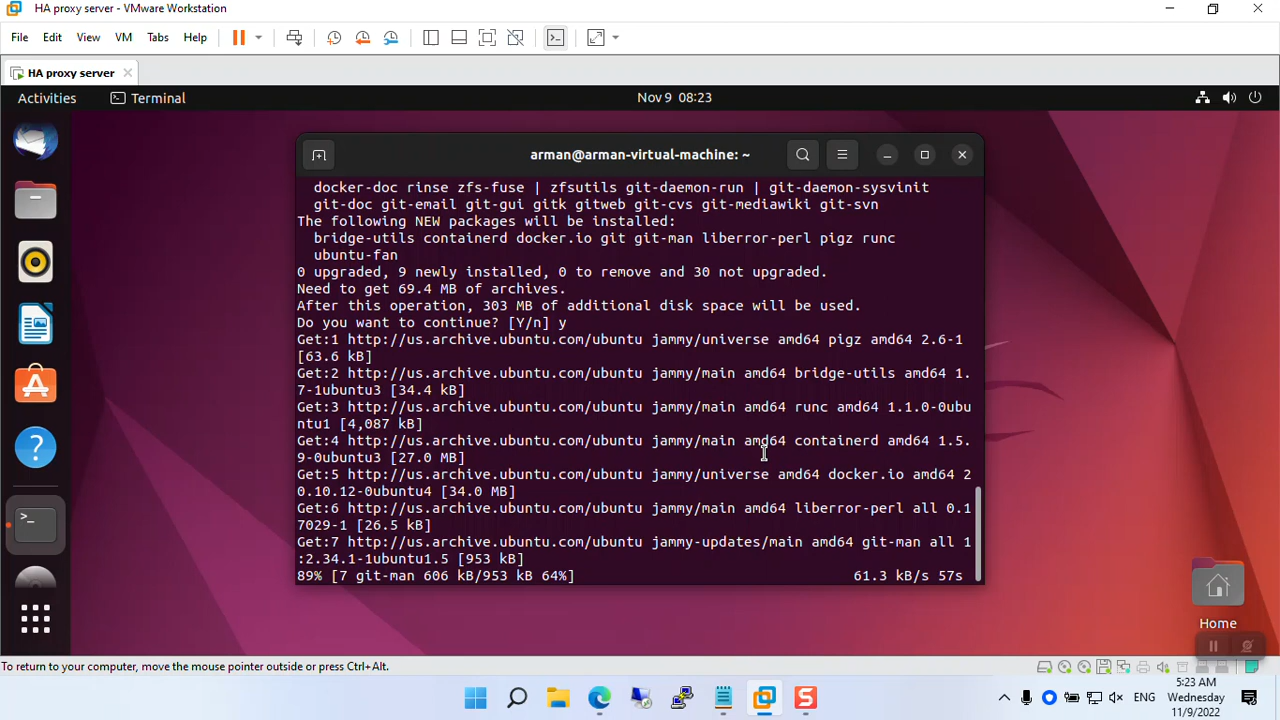 HA proxy server - VMware Workstation
File Edit View VM Tabs Help
HA proxy server
Activities Terminal Nov 9 08:23
arman@arman-virtual-machine: ~
docker-doc rinse zfs-fuse | zfsutils git-daemon-run | git-daemon-sysvinit
git-doc git-email git-gui gitk gitweb git-cvs git-mediawiki git-svn
The following NEW packages will be installed:
bridge-utils containerd docker.io git git-man liberror-perl pigz runc
ubuntu-fan
0 upgraded, 9 newly installed, 0 to remove and 30 not upgraded.
Need to get 69.4 MB of archives.
After this operation, 303 MB of additional disk space will be used.
Do you want to continue? [Y/n] y
Get:1 http://us.archive.ubuntu.com/ubuntu jammy/universe amd64 pigz amd64 2.6-1
[63.6 kB]
Get:2 http://us.archive.ubuntu.com/ubuntu jammy/main amd64 bridge-utils amd64 1.
7-1ubuntu3 [34.4 kB]
Get:3 http://us.archive.ubuntu.com/ubuntu jammy/main amd64 runc amd64 1.1.0-0ubu
ntu1 [4,087 kB]
Get:4 http://us.archive.ubuntu.com/ubuntu jammy/main amd64 containerd amd64 1.5.
9-0ubuntu3 [27.0 MB]
Get:5 http://us.archive.ubuntu.com/ubuntu jammy/universe amd64 docker.io amd64 2
0.10.12-0ubuntu4 [34.0 MB]
Get:6 http://us.archive.ubuntu.com/ubuntu jammy/main amd64 liberror-perl all 0.1
7029-1 [26.5 kB]
Get:7 http://us.archive.ubuntu.com/ubuntu jammy-updates/main amd64 git-man all 1
:2.34.1-1ubuntu1.5 [953 kB]
89% [7 git-man 606 kB/953 kB 64%] 61.3 kB/s 57s
Home
To return to your computer, move the mouse pointer outside or press Ctrl+Alt.
ENG
5:23 AM
Wednesday
11/9/2022